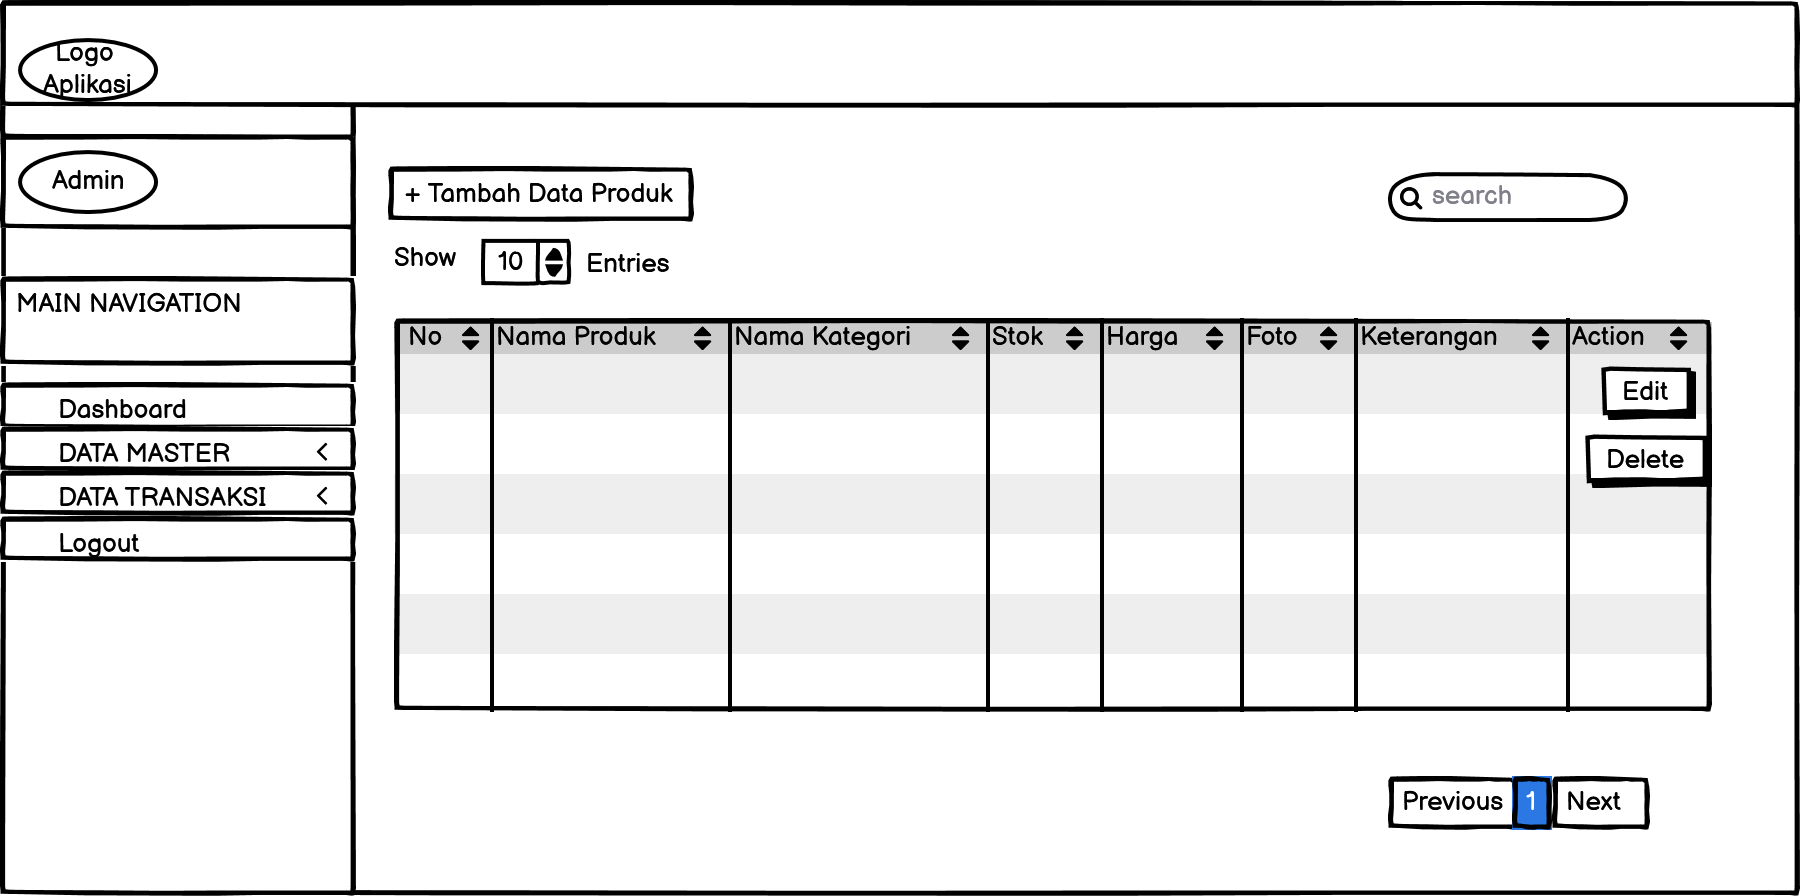 Logo
Aplikasi
Admin
MAIN NAVIGATION
Dashboard
DATA MASTER <
DATA TRANSAKSI <
Logout
+ Tambah Data Produk
search
Show 10 Entries
No Nama Produk Nama Kategori Stok Harga Foto Keterangan Action
Edit
Delete
Previous 1 Next